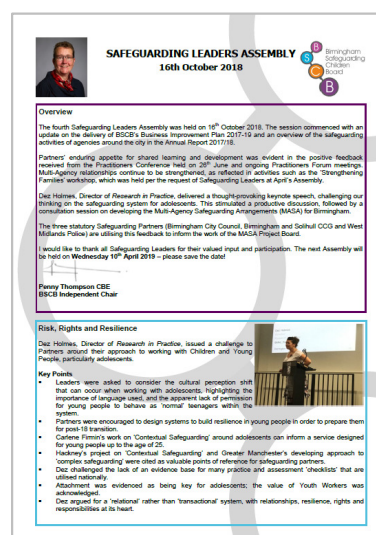 SAFEGUARDING LEADERS ASSEMBLY
16th October 2018
B
S
C
B
Birmingham
Safeguarding
Children
Board
Overview
The fourth Safeguarding Leaders Assembly was held on 16th October 2018. The session commenced with an
update on the delivery of BSCB's Business Improvement Plan 2017-19 and an overview of the safeguarding
activities of agencies around the city in the Annual Report 2017/18.
Partners' enduring appetite for shared learning and development was evident in the positive feedback
received from the Practitioners Conference held on 26th June and ongoing Practitioners Forum meetings.
Multi-Agency relationships continue to be strengthened, as reflected in activities such as the 'Strengthening
Families' workshop, which was held per the request of Safeguarding Leaders at April's Assembly.
Dez Holmes, Director of Research in Practice, delivered a thought-provoking keynote speech, challenging our
thinking on the safeguarding system for adolescents. This stimulated a productive discussion, followed by a
consultation session on developing the Multi-Agency Safeguarding Arrangements (MASA) for Birmingham.
The three statutory Safeguarding Partners (Birmingham City Council, Birmingham and Solihull CCG and West
Midlands Police) are utilising this feedback to inform the work of the MASA Project Board.
I would like to thank all Safeguarding Leaders for their valued input and participation. The next Assembly will
be held on Wednesday 10th April 2019 – please save the date!
Penny Thompson CBE
BSCB Independent Chair
Risk, Rights and Resilience
Dez Holmes, Director of Research in Practice, issued a challenge to
Partners around their approach to working with Children and Young
People, particularly adolescents.
Key Points
• Leaders were asked to consider the cultural perception shift
that can occur when working with adolescents, highlighting the
importance of language used, and the apparent lack of permission
for young people to behave as 'normal' teenagers within the
system.
• Partners were encouraged to design systems to build resilience in young people in order to prepare them
for post-18 transition.
• Carlene Firmin's work on 'Contextual Safeguarding' around adolescents can inform a service designed
for young people up to the age of 25.
• Hackney's project on 'Contextual Safeguarding' and Greater Manchester's developing approach to
'complex safeguarding' were cited as valuable points of reference for safeguarding partners.
• Dez challenged the lack of an evidence base for many practice and assessment 'checklists' that are
utilised nationally.
• Attachment was evidenced as being key for adolescents; the value of Youth Workers was
acknowledged.
• Dez argued for a 'relational' rather than 'transactional' system, with relationships, resilience, rights and
responsibilities at its heart.